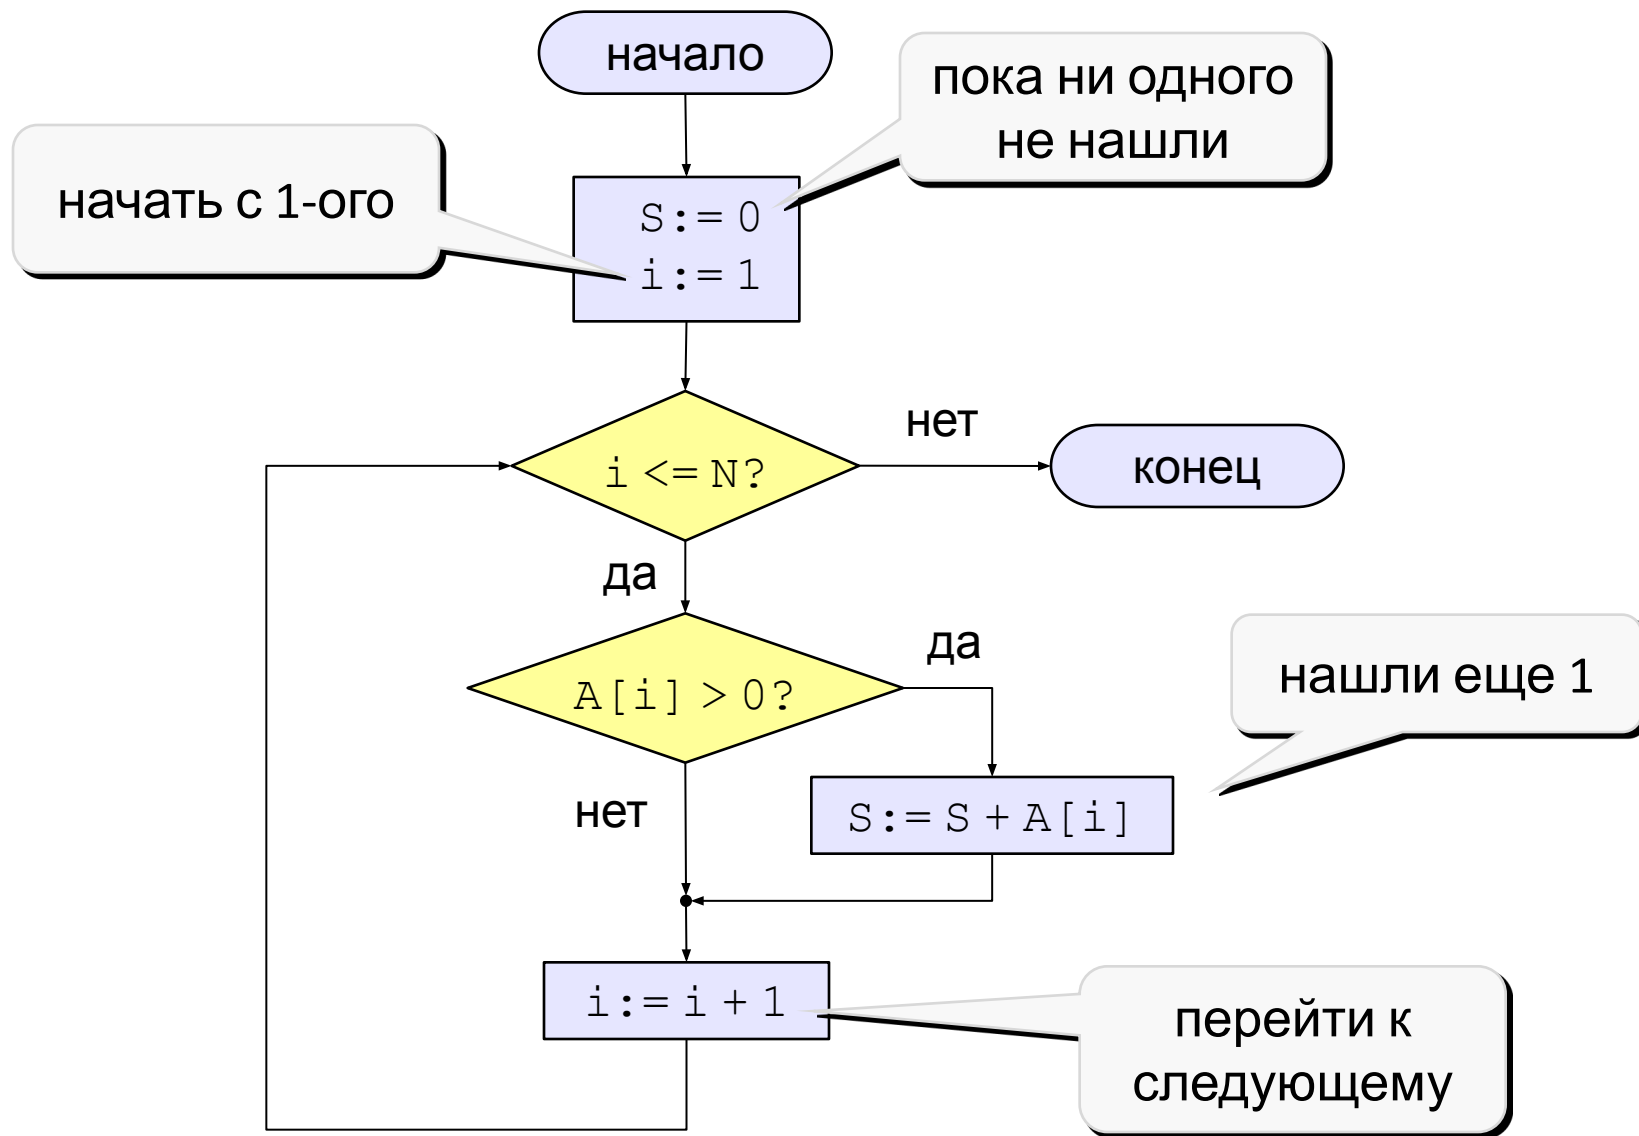 начало
пока ни одного
не нашли
начать с 1-ого
S:= 0
i:= 1
нет
i <= N?
конец
да
да
нашли еще 1
A[i] > 0?
нет
S:= S + A[i]
i:= i + 1
перейти к
следующему